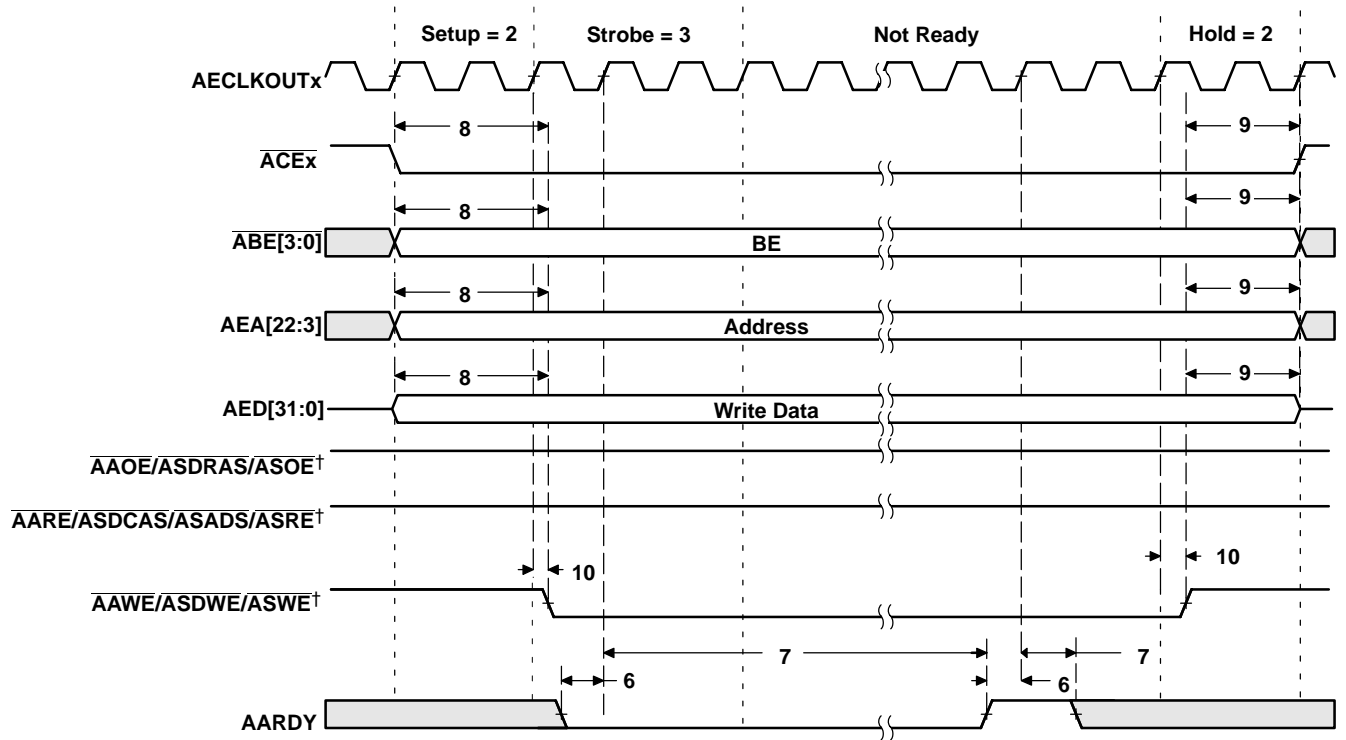 Setup = 2 Strobe = 3 Not Ready Hold = 2
AECLKOUTx
8 9
ACEx
8 9
ABE[3:0] BE
8 9
AEA[22:3] Address
8 9
AED[31:0] Write Data
AAOE/ASDRAS/ASOE†
AARE/ASDCAS/ASADS/ASRE†
10 10
AAWE/ASDWE/ASWE†
7 7
6 6
AARDY